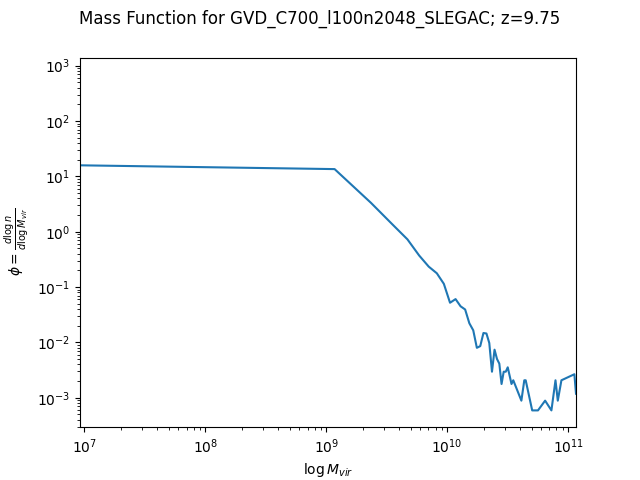 Mass Function for GVD_C700_l100n2048_SLEGAC; z=9.75
10³
10²
10¹
10⁰
10⁻¹
10⁻²
10⁻³
ϕ = d log n / d log M_vir
10⁷ 10⁸ 10⁹ 10¹⁰ 10¹¹
log M_vir